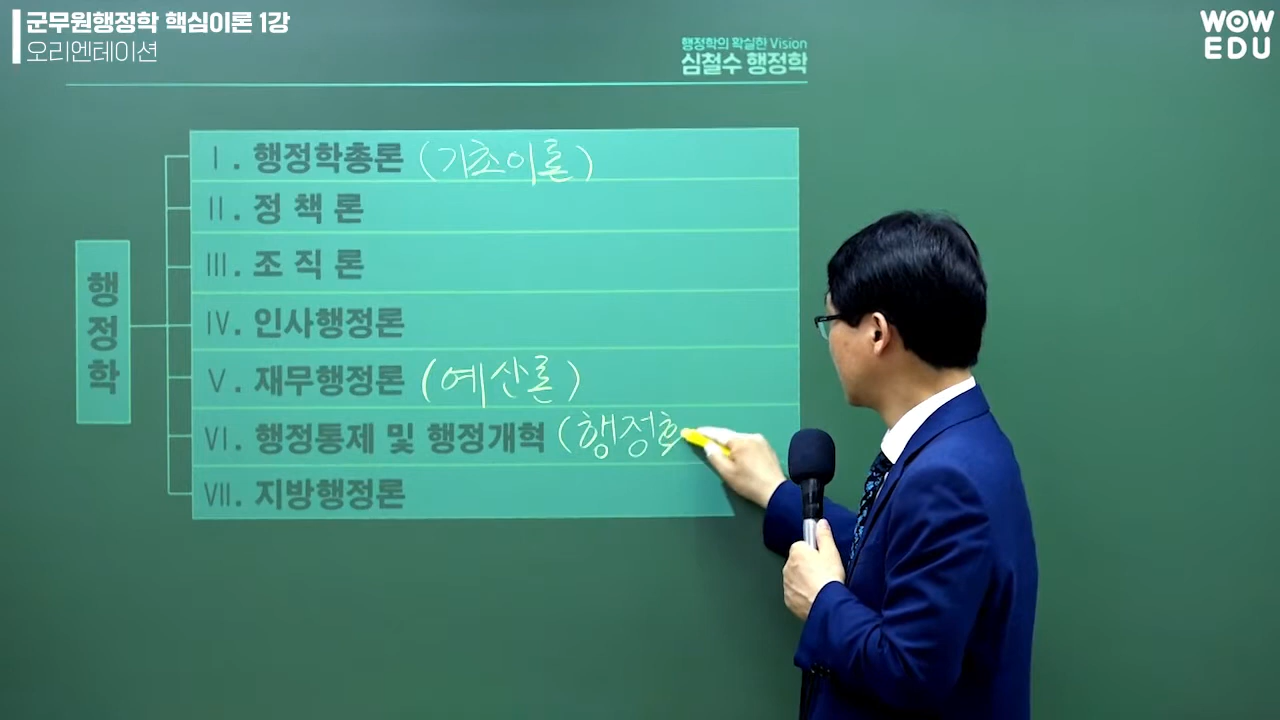 군무원행정학 핵심이론 1강
오리엔테이션
WOW
EDU
행정학의 확실한 Vision
심철수 행정학
행정학
I. 행정학총론 (기초이론)
II. 정책론
III. 조직론
IV. 인사행정론
V. 재무행정론 (예산론)
VI. 행정통제 및 행정개혁 (행정
VII. 지방행정론